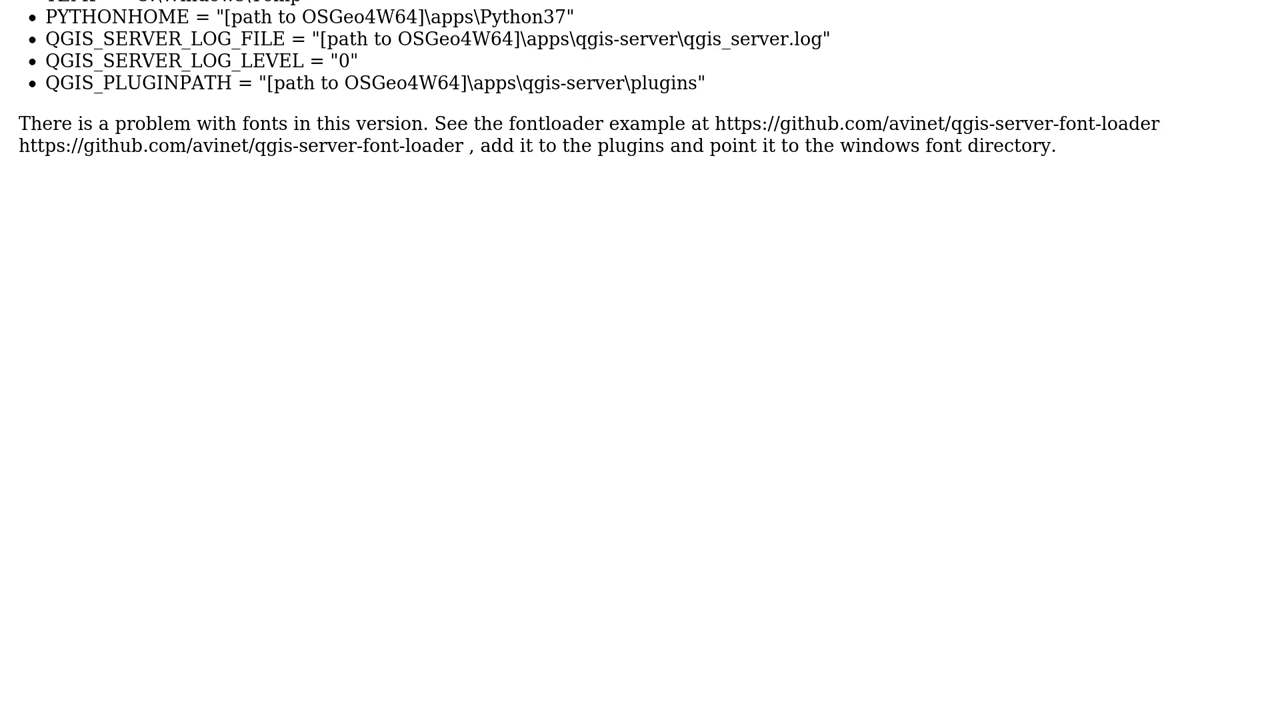 • PYTHONHOME = "[path to OSGeo4W64]\apps\Python37"
• QGIS_SERVER_LOG_FILE = "[path to OSGeo4W64]\apps\qgis-server\qgis_server.log"
• QGIS_SERVER_LOG_LEVEL = "0"
• QGIS_PLUGINPATH = "[path to OSGeo4W64]\apps\qgis-server\plugins"
There is a problem with fonts in this version. See the fontloader example at https://github.com/avinet/qgis-server-font-loader
https://github.com/avinet/qgis-server-font-loader , add it to the plugins and point it to the windows font directory.